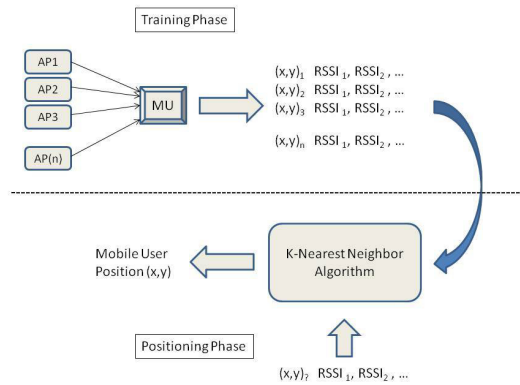 Training Phase
AP1
AP2
AP3
AP(n)
MU
(x,y)₁ RSSI ₁, RSSI₂ , ...
(x,y)₂ RSSI ₁, RSSI₂ , ...
(x,y)₃ RSSI ₁, RSSI₂ , ...
(x,y)ₙ RSSI ₁, RSSI₂ , ...
Mobile User
Position (x,y)
K-Nearest Neighbor
Algorithm
Positioning Phase
(x,y)? RSSI ₁, RSSI₂ , ...